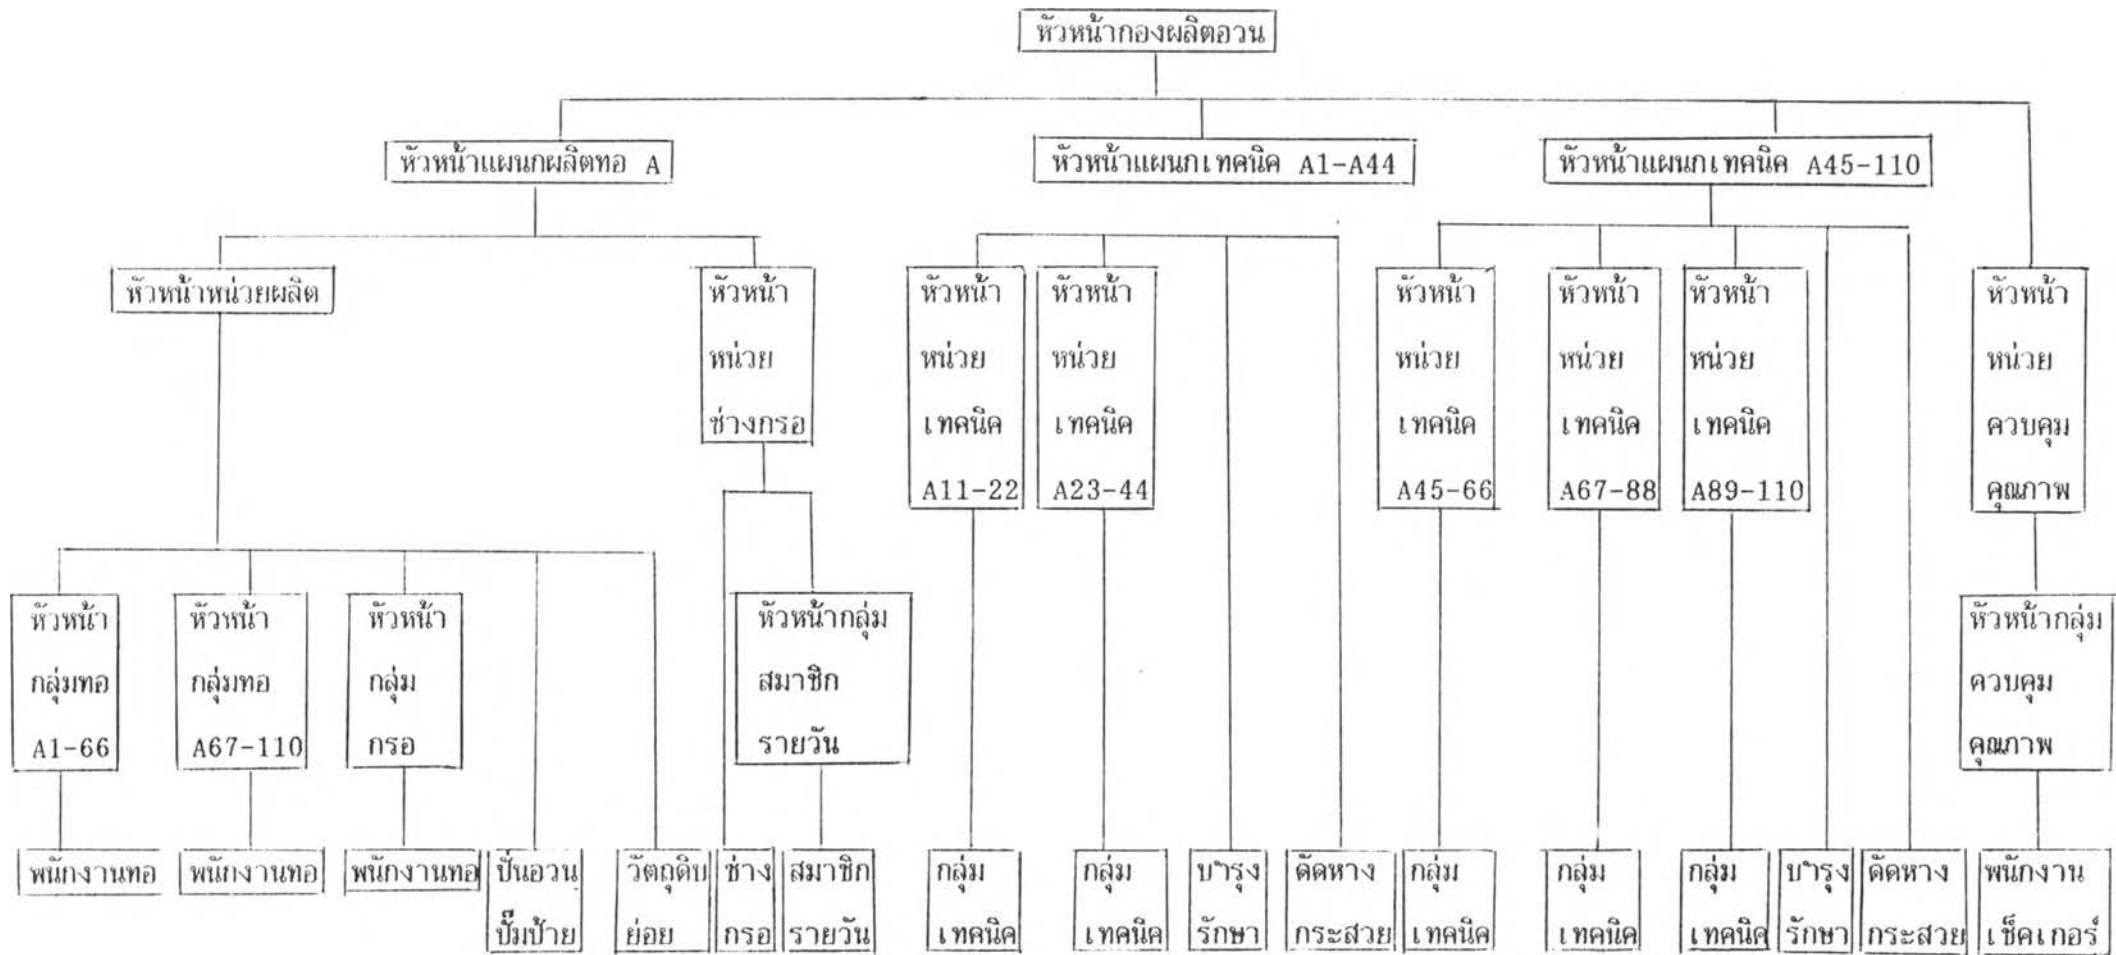 หัวหน้ากองผลิตอวน
หัวหน้าแผนกผลิตทอ A
หัวหน้าแผนกเทคนิค A1-A44
หัวหน้าแผนกเทคนิค A45-110
หัวหน้าหน่วยผลิต
หัวหน้า
หน่วย
ช่างกรอ
หัวหน้า
หน่วย
เทคนิค
A11-22
หัวหน้า
หน่วย
เทคนิค
A23-44
หัวหน้า
หน่วย
เทคนิค
A45-66
หัวหน้า
หน่วย
เทคนิค
A67-88
หัวหน้า
หน่วย
เทคนิค
A89-110
หัวหน้า
หน่วย
ควบคุม
คุณภาพ
หัวหน้า
กลุ่มทอ
A1-66
หัวหน้า
กลุ่มทอ
A67-110
หัวหน้า
กลุ่ม
กรอ
หัวหน้ากลุ่ม
สมาชิก
รายวัน
หัวหน้ากลุ่ม
ควบคุม
คุณภาพ
พนักงานทอ
พนักงานทอ
พนักงานทอ
ปั่นอวน
ปั๊มป้าย
วัตถุดิบ
ย่อย
ช่าง
กรอ
สมาชิก
รายวัน
กลุ่ม
เทคนิค
กลุ่ม
เทคนิค
บำรุง
รักษา
ดัดหาง
กระสวย
กลุ่ม
เทคนิค
กลุ่ม
เทคนิค
กลุ่ม
เทคนิค
บำรุง
รักษา
ดัดหาง
กระสวย
พนักงาน
เช็คเกอร์